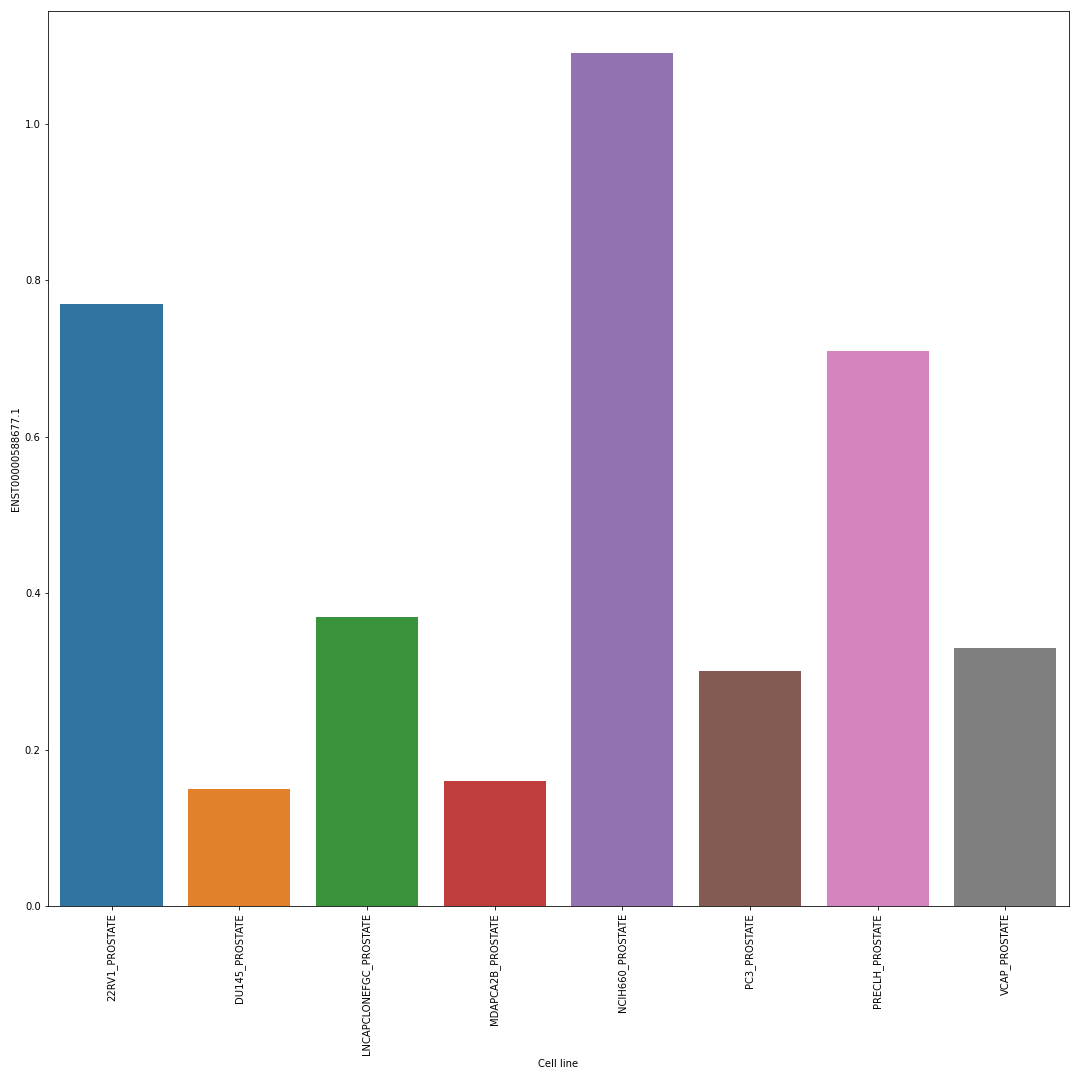 ENST00000588677.1
1.0
0.8
0.6
0.4
0.2
0.0
22RV1_PROSTATE
DU145_PROSTATE
LNCAPCLONEFGC_PROSTATE
MDAPCA2B_PROSTATE
NCIH660_PROSTATE
PC3_PROSTATE
PRECLH_PROSTATE
VCAP_PROSTATE
Cell line